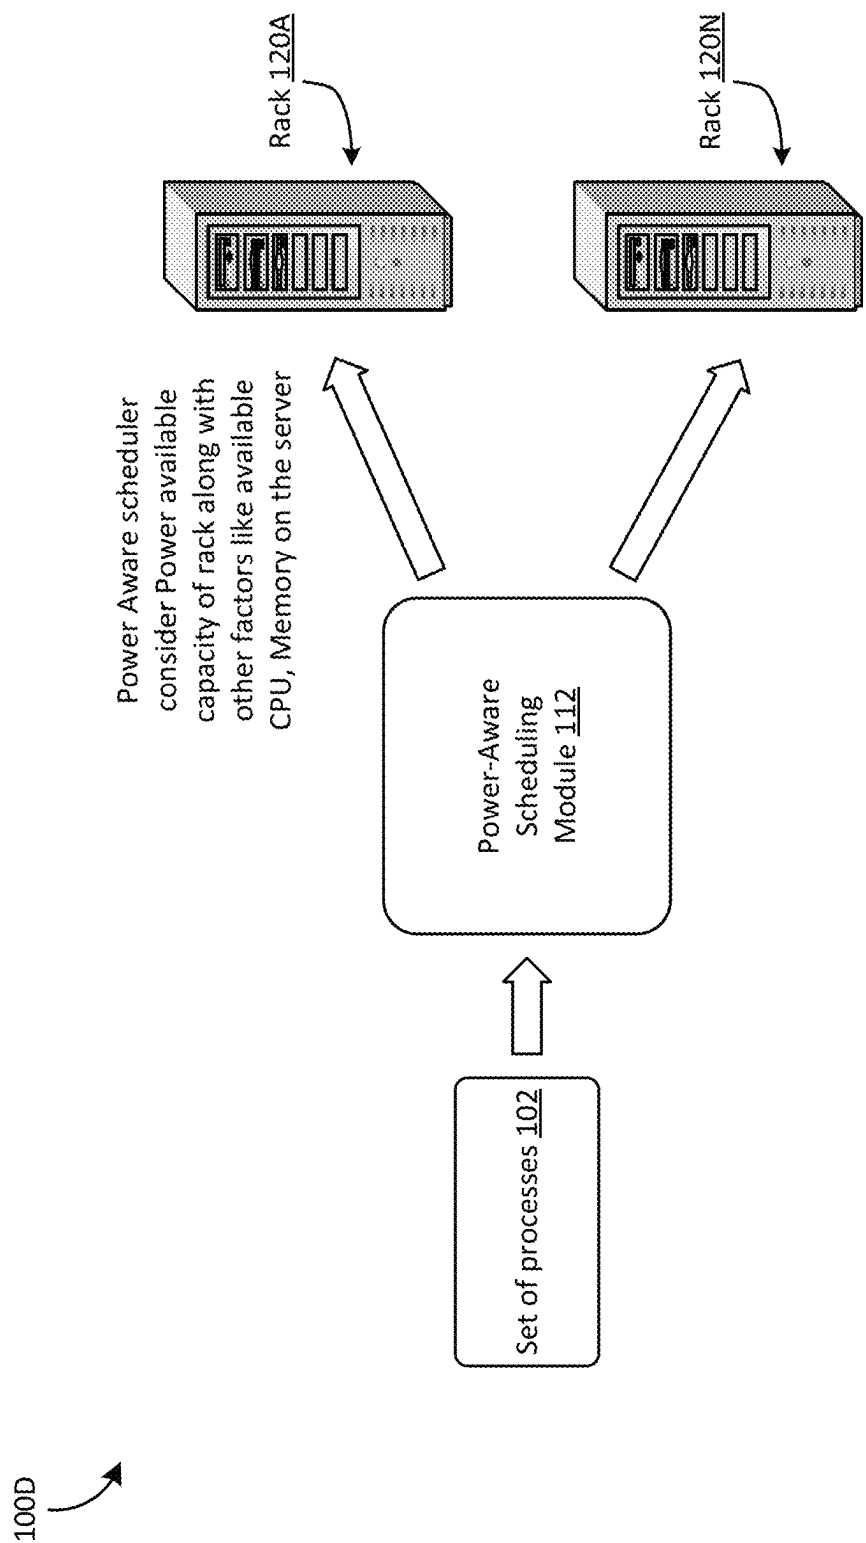 100D
Set of processes 102
Power-Aware
Scheduling
Module 112
Power Aware scheduler
consider Power available
capacity of rack along with
other factors like available
CPU, Memory on the server
Rack 120A
Rack 120N